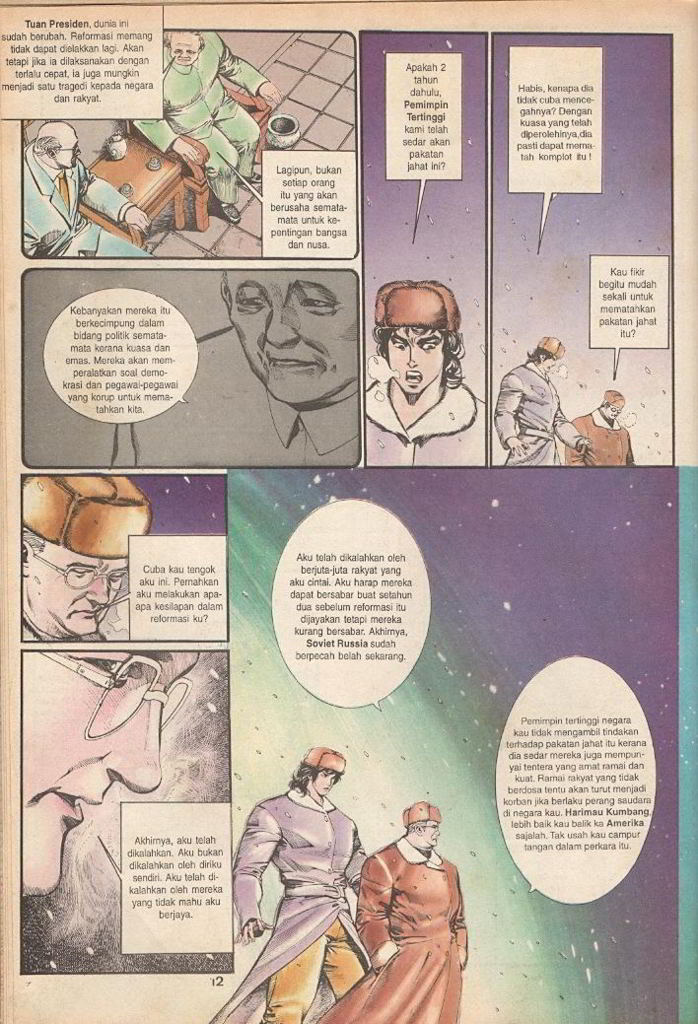 Tuan Presiden, dunia ini
sudah berubah. Reformasi memang
tidak dapat dielakkan lagi. Akan
tetapi jika ia dilaksanakan dengan
terlalu cepat, ia juga mungkin
menjadi satu tragedi kepada negara
dan rakyat.
Lagipun, bukan
setiap orang
itu yang akan
berusaha semata-
mata untuk ke-
pentingan bangsa
dan nusa.
Apakah 2
tahun
dahulu,
Pemimpin
Tertinggi
kami telah
sedar akan
pakatan
jahat ini?
Habis, kenapa dia
tidak cuba mence-
gahnya? Dengan
kuasa yang telah
diperolehinya,dia
pasti dapat mema-
tah komplot itu !
Kau fikir
begitu mudah
sekali untuk
mematahkan
pakatan jahat
itu?
Kebanyakan mereka itu
berkecimpung dalam
bidang politik semata-
mata kerana kuasa dan
emas. Mereka akan mem-
peralatkan soal demo-
krasi dan pegawai-pegawai
yang korup untuk mema-
tahkan kita.
Cuba kau tengok
aku ini. Pernahkan
aku melakukan apa-
apa kesilapan dalam
reformasi ku?
Akhirnya, aku telah
dikalahkan. Aku bukan
dikalahkan oleh diriku
sendiri. Aku telah di-
kalahkan oleh mereka
yang tidak mahu aku
berjaya.
Aku telah dikalahkan oleh
berjuta-juta rakyat yang
aku cintai. Aku harap mereka
dapat bersabar buat setahun
dua sebelum reformasi itu
dijayakan tetapi mereka
kurang bersabar. Akhirnya,
Soviet Russia sudah
berpecah belah sekarang.
Pemimpin tertinggi negara
kau tidak mengambil tindakan
terhadap pakatan jahat itu kerana
dia sedar mereka juga mempun-
yai tentera yang amat ramai dan
kuat. Ramai rakyat yang tidak
berdosa tentu akan turut menjadi
korban jika berlaku perang saudara
di negara kau. Harimau Kumbang,
lebih baik kau balik ka Amerika
sajalah. Tak usah kau campur
tangan dalam perkara itu.
12